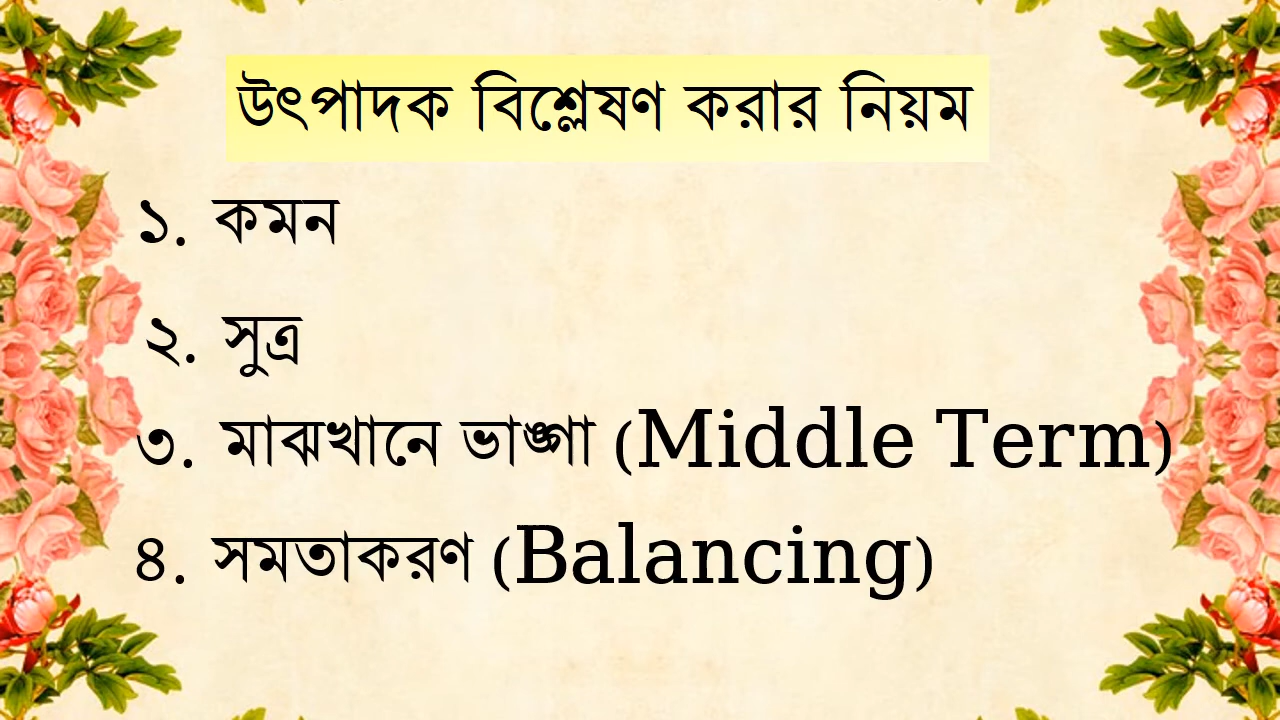 উৎপাদক বিশ্লেষণ করার নিয়ম
১. কমন
২. সুত্র
৩. মাঝখানে ভাঙ্গা (Middle Term)
৪. সমতাকরণ (Balancing)